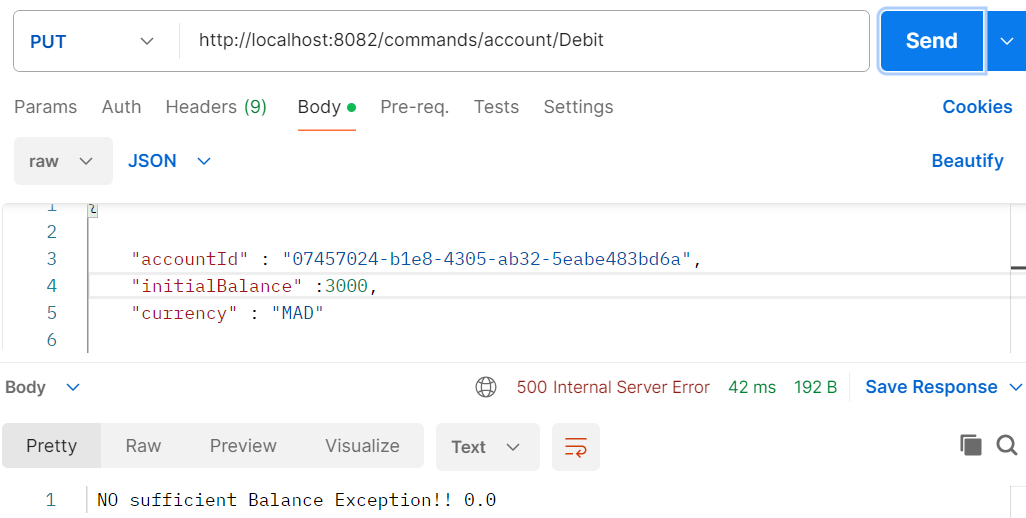 PUT http://localhost:8082/commands/account/Debit Send
Params Auth Headers (9) Body Pre-req. Tests Settings Cookies
raw JSON Beautify
1 {
2
3 "accountId" : "07457024-b1e8-4305-ab32-5eabe483bd6a",
4 "initialBalance" :3000,
5 "currency" : "MAD"
6
Body 500 Internal Server Error 42 ms 192 B Save Response
Pretty Raw Preview Visualize Text
1 NO sufficient Balance Exception!! 0.0